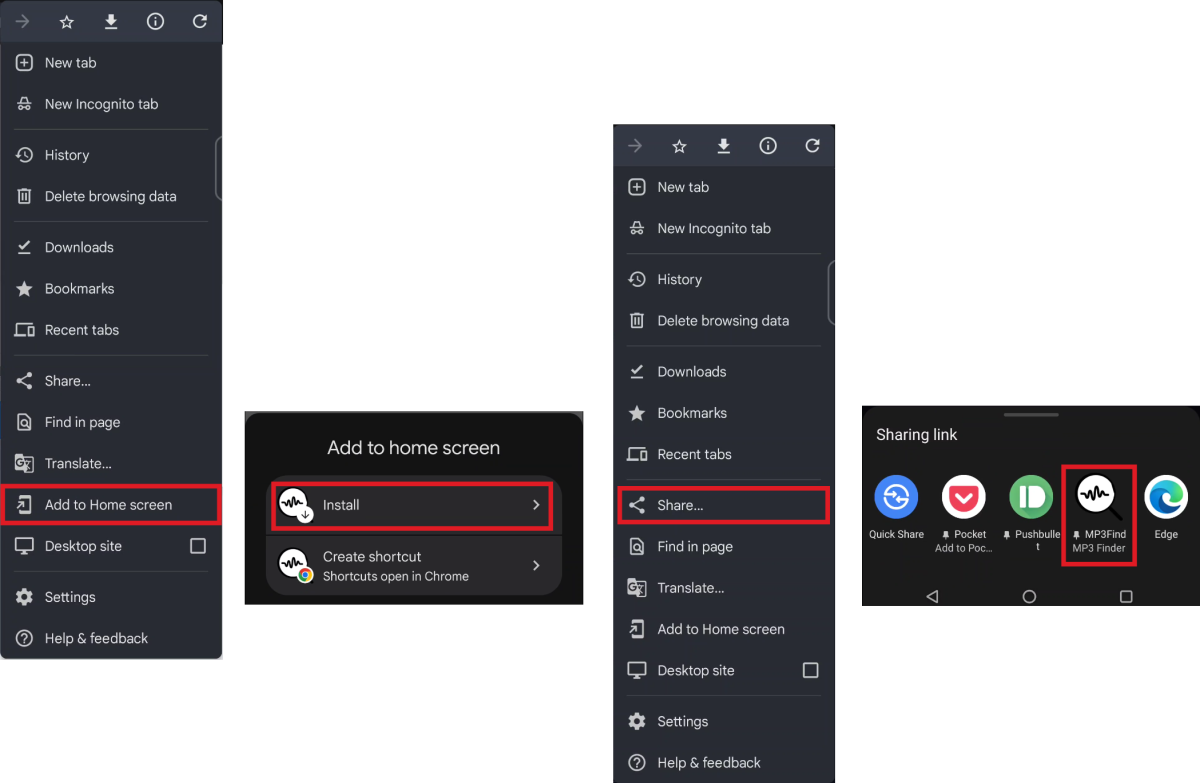 New tab
New Incognito tab
History
Delete browsing data
Downloads
Bookmarks
Recent tabs
Share...
Find in page
Translate...
Add to Home screen
Desktop site
Settings
Help & feedback
Add to home screen
Install
Create shortcut
Shortcuts open in Chrome
New tab
New Incognito tab
History
Delete browsing data
Downloads
Bookmarks
Recent tabs
Share...
Find in page
Translate...
Add to Home screen
Desktop site
Settings
Help & feedback
Sharing link
Quick Share
Pocket
Add to Poc...
Pushbulle
t
MP3Find
MP3 Finder
Edge